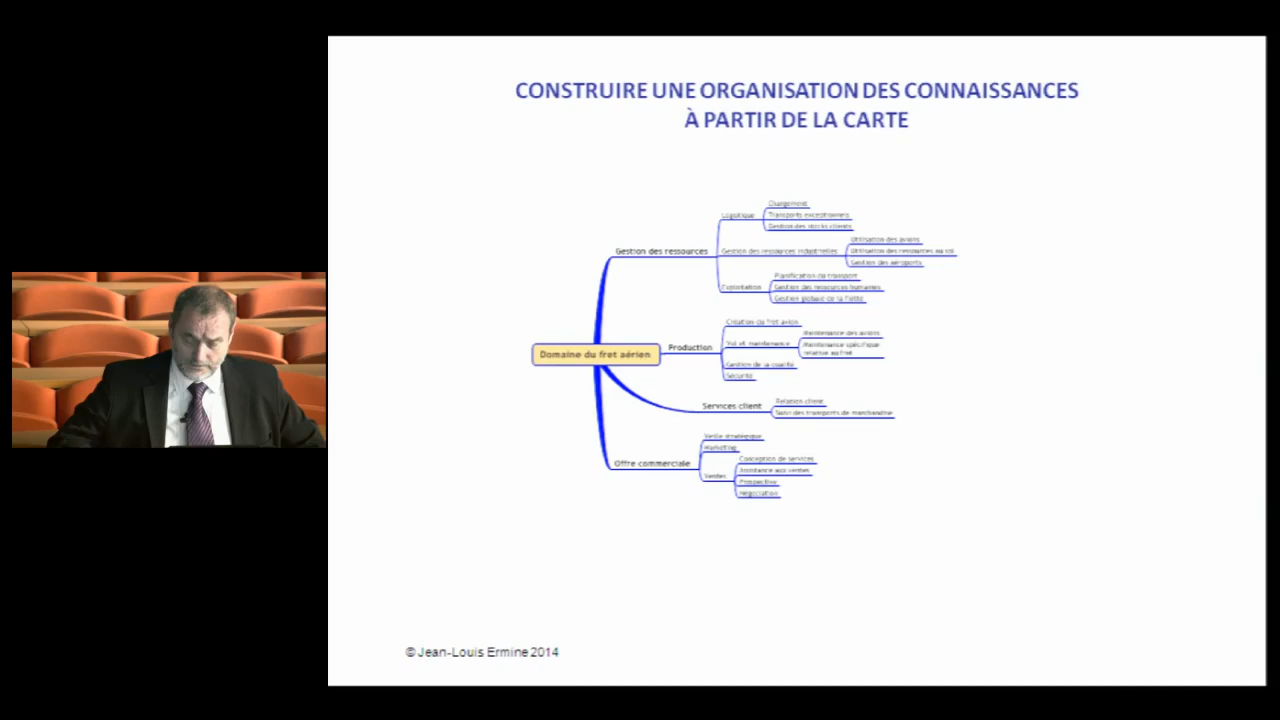 CONSTRUIRE UNE ORGANISATION DES CONNAISSANCES
À PARTIR DE LA CARTE
Chargement
Logistique
Transports exceptionnels
Gestion des stocks clients
Gestion des ressources
Utilisation des avions
Gestion des ressources industrielles
Utilisation des ressources au sol
Gestion des aéroports
Planification du transport
Exploitation
Gestion des ressources humaines
Gestion globale de la flotte
Domaine du fret aérien
Création du fret avion
Production
Vol et maintenance
Maintenance des avions
Maintenance spécifique
relative au fret
Gestion de la qualité
Sécurité
Services client
Relation client
Suivi des transports de marchandise
Offre commerciale
Veille stratégique
Marketing
Ventes
Conception de services
Assistance aux ventes
Prospective
Négociation
© Jean-Louis Ermine 2014